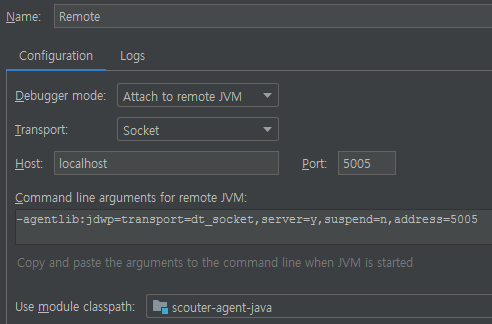 Name: Remote
Configuration Logs
Debugger mode: Attach to remote JVM
Transport: Socket
Host: localhost Port: 5005
Command line arguments for remote JVM:
-agentlib:jdwp=transport=dt_socket,server=y,suspend=n,address=5005
Copy and paste the arguments to the command line when JVM is started
Use module classpath: scouter-agent-java